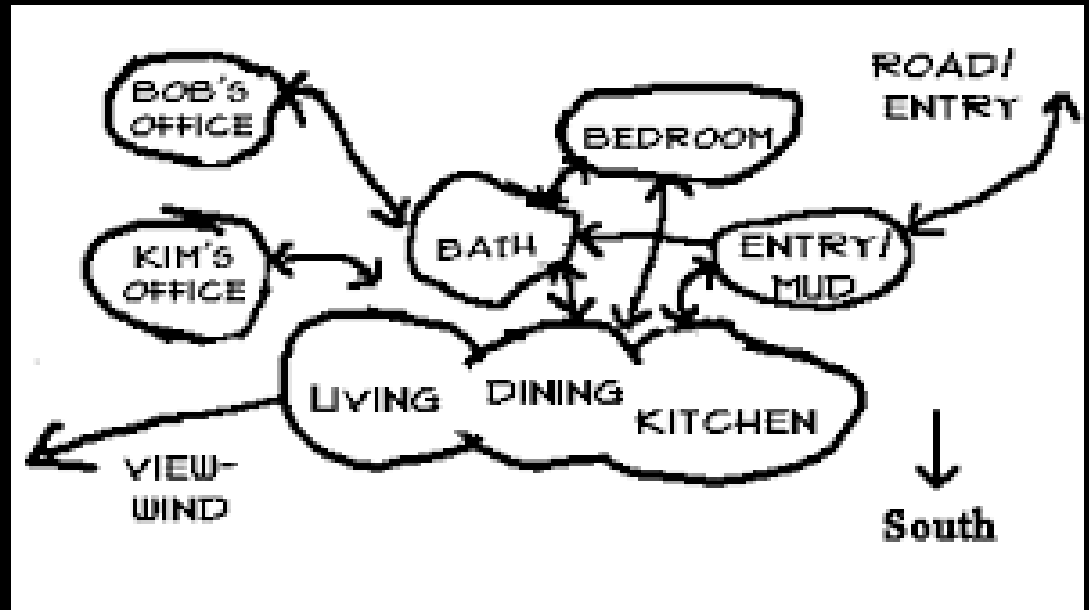 BOB'S
OFFICE
BEDROOM
ROAD/
ENTRY
KIM'S
OFFICE
BATH
ENTRY/
MUD
LIVING
DINING
KITCHEN
VIEW-
WIND
South